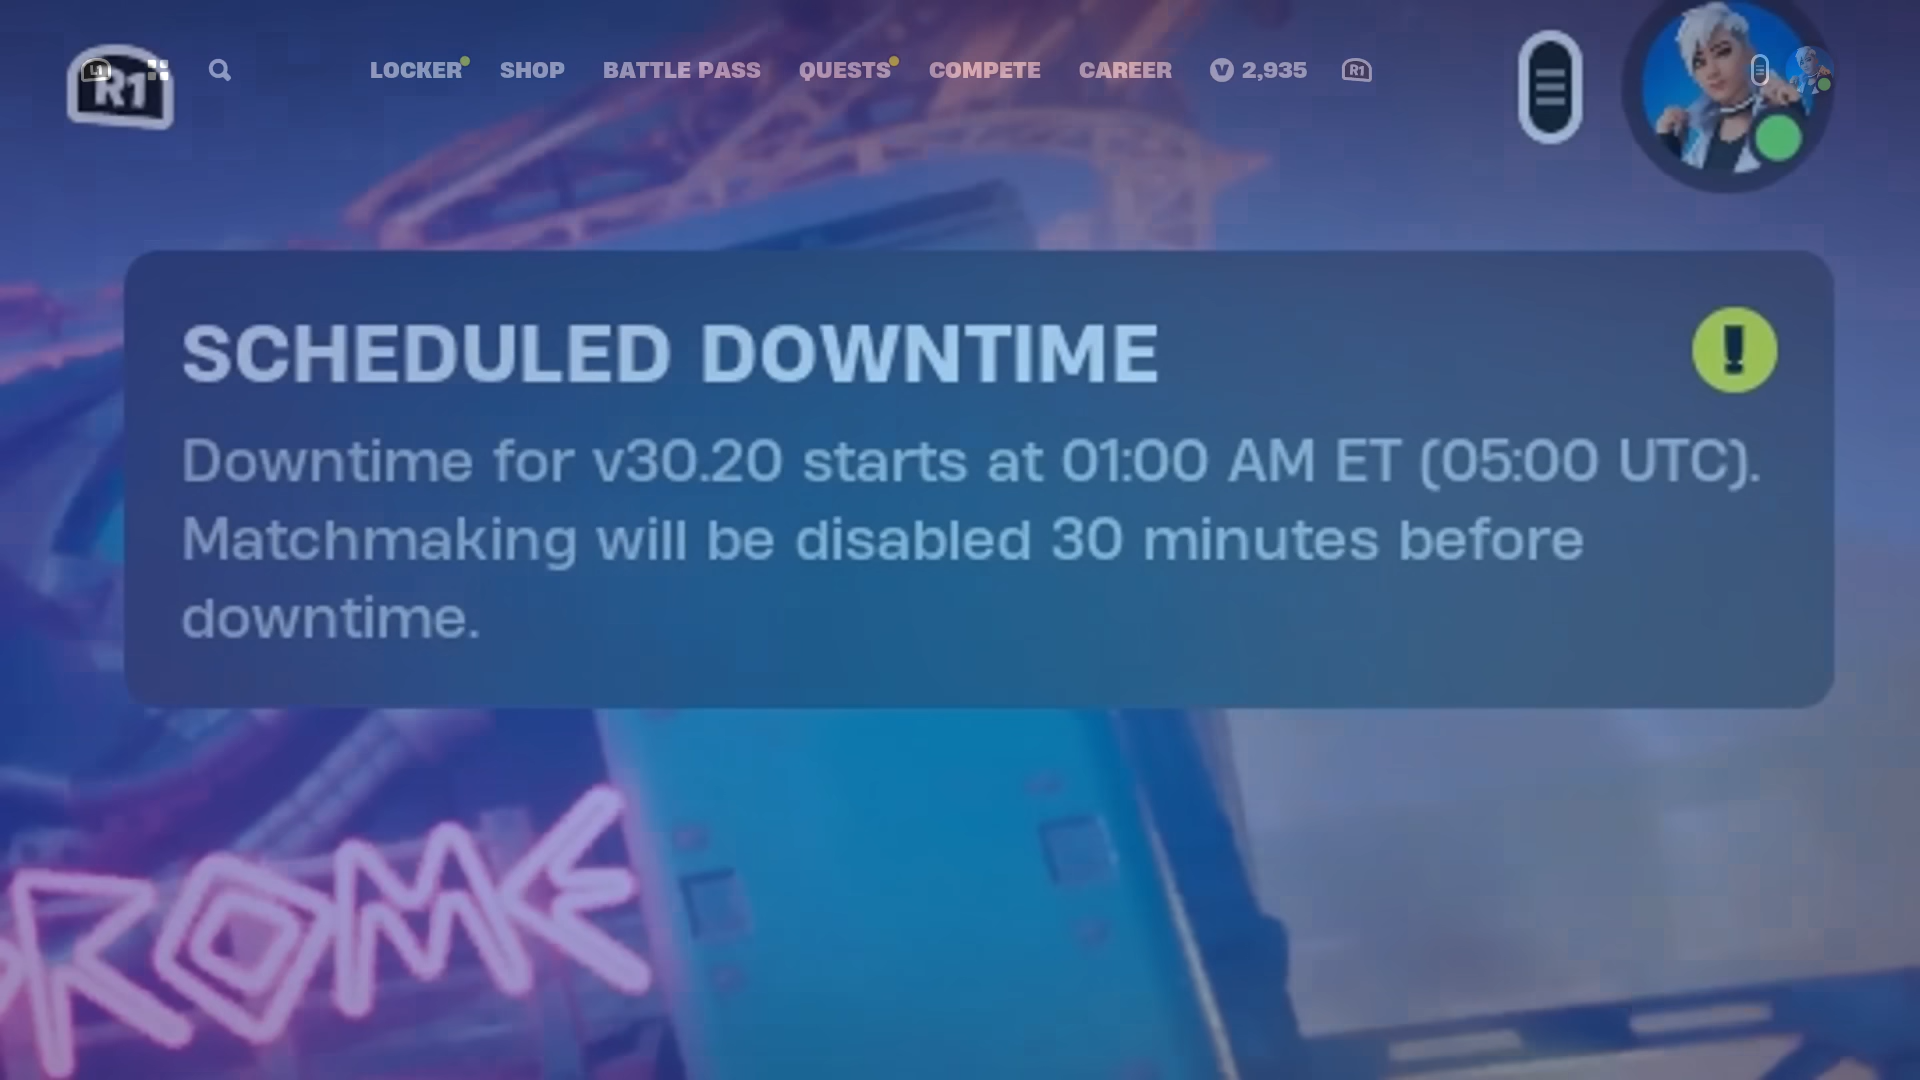 L1
R1
LOCKER SHOP BATTLE PASS QUESTS COMPETE CAREER V 2,935 R1
SCHEDULED DOWNTIME
!
Downtime for v30.20 starts at 01:00 AM ET (05:00 UTC).
Matchmaking will be disabled 30 minutes before
downtime.
ROME